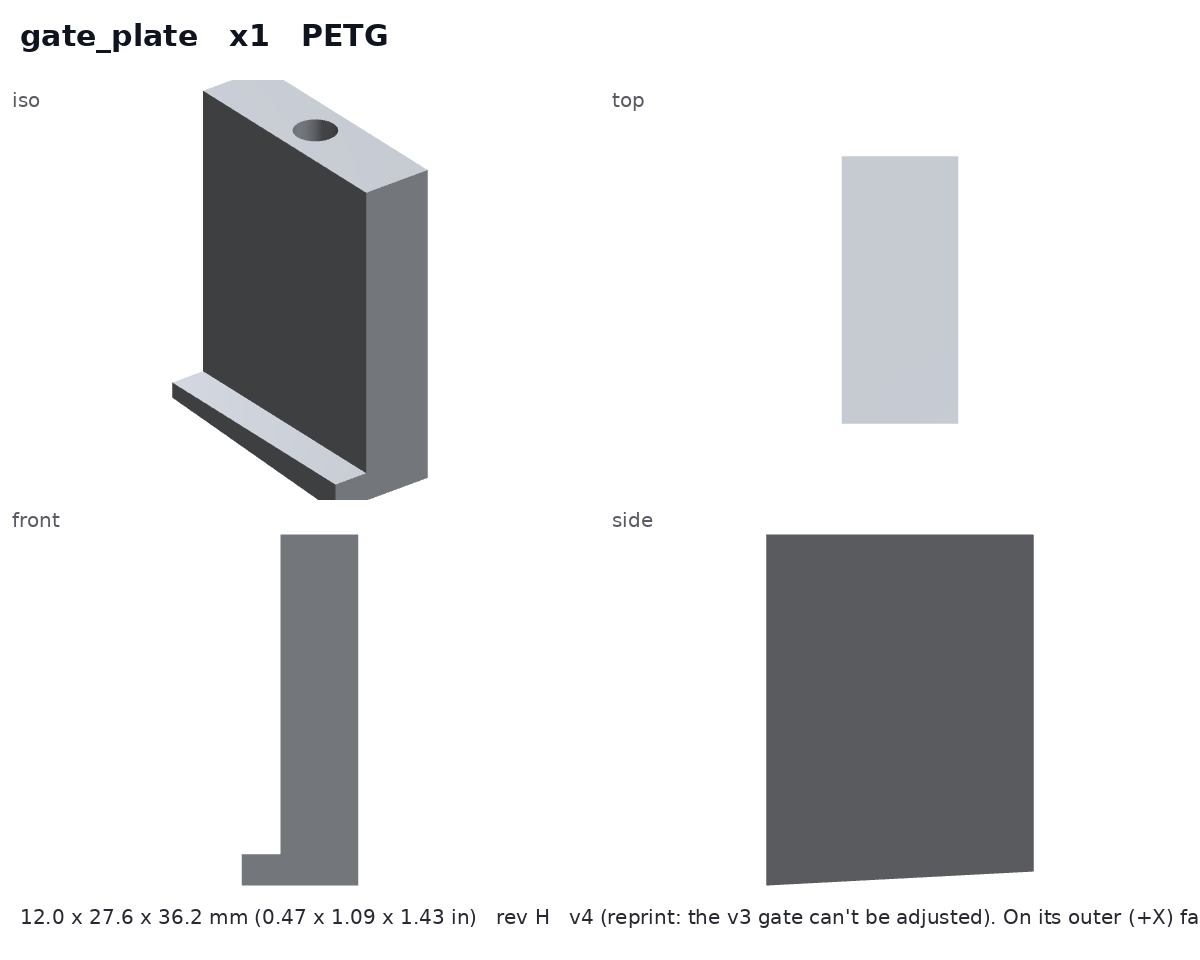 gate_plate x1 PETG
iso
top
front
side
12.0 x 27.6 x 36.2 mm (0.47 x 1.09 x 1.43 in) rev H v4 (reprint: the v3 gate can't be adjusted). On its outer (+X) fa